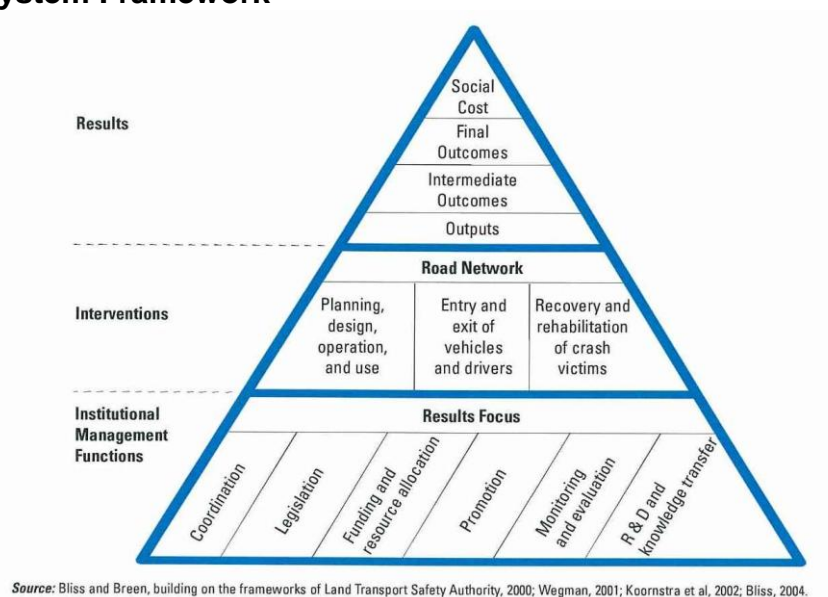 Results
Social
Cost
Final
Outcomes
Intermediate
Outcomes
Outputs
Interventions
Road Network
Planning,
design,
operation,
and use
Entry and
exit of
vehicles
and drivers
Recovery and
rehabilitation
of crash
victims
Institutional
Management
Functions
Results Focus
Coordination
Legislation
Funding and
resource allocation
Promotion
Monitoring
and evaluation
R & D and
knowledge transfer
Source: Bliss and Breen, building on the frameworks of Land Transport Safety Authority, 2000; Wegman, 2001; Koornstra et al, 2002; Bliss, 2004.